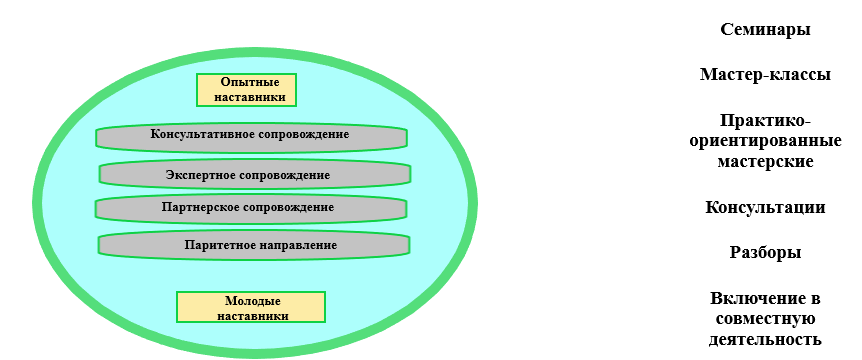 Опытные
наставники
Консультативное сопровождение
Экспертное сопровождение
Партнерское сопровождение
Паритетное направление
Молодые
наставники
Семинары
Мастер-классы
Практико-
ориентированные
мастерские
Консультации
Разборы
Включение в
совместную
деятельность